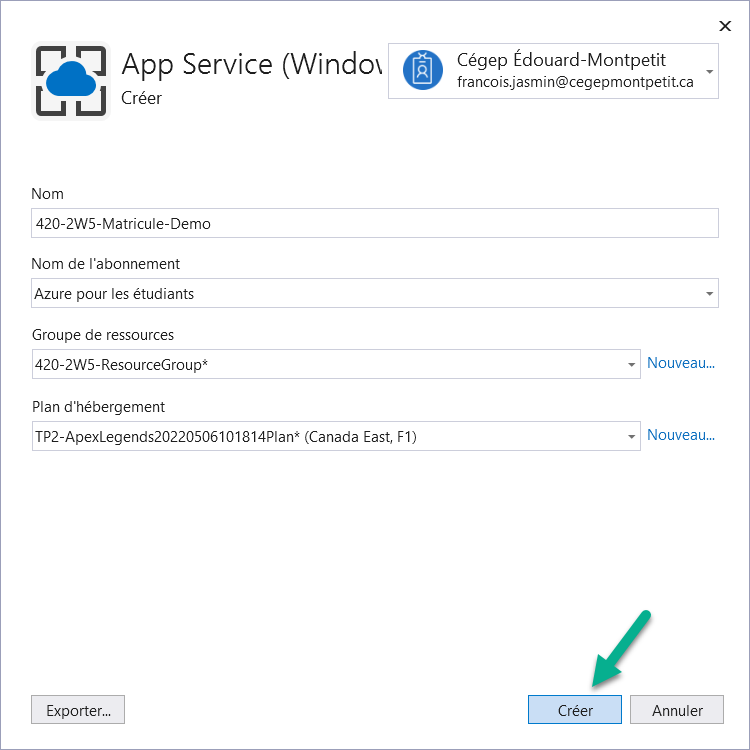 App Service (Window
Créer
Cégep Édouard-Montpetit
francois.jasmin@cegepmontpetit.ca
Nom
420-2W5-Matricule-Demo
Nom de l'abonnement
Azure pour les étudiants
Groupe de ressources
420-2W5-ResourceGroup*
Nouveau...
Plan d'hébergement
TP2-ApexLegends20220506101814Plan* (Canada East, F1)
Nouveau...
Exporter...
Créer
Annuler